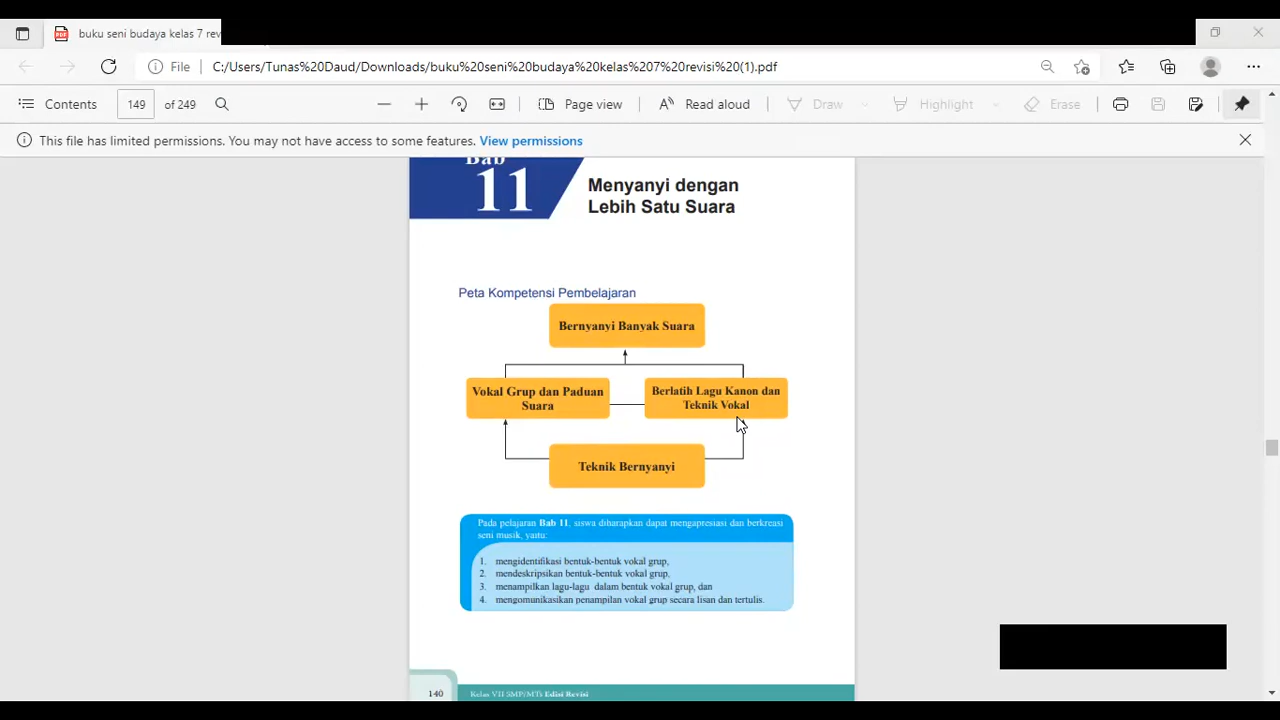 buku seni budaya kelas 7 rev
File C:/Users/Tunas%20Daud/Downloads/buku%20seni%20budaya%20kelas%207%20revisi%20(1).pdf
Contents 149 of 249 Page view Read aloud Draw Highlight Erase
This file has limited permissions. You may not have access to some features. View permissions
Bab
11
Menyanyi dengan
Lebih Satu Suara
Peta Kompetensi Pembelajaran
Bernyanyi Banyak Suara
Vokal Grup dan Paduan
Suara
Berlatih Lagu Kanon dan
Teknik Vokal
Teknik Bernyanyi
Pada pelajaran Bab 11, siswa diharapkan dapat mengapresiasi dan berkreasi
seni musik, yaitu:
1. mengidentifikasi bentuk-bentuk vokal grup,
2. mendeskripsikan bentuk-bentuk vokal grup,
3. menampilkan lagu-lagu dalam bentuk vokal grup, dan
4. mengomunikasikan penampilan vokal grup secara lisan dan tertulis.
140 Kelas VII SMP/MTs Edisi Revisi